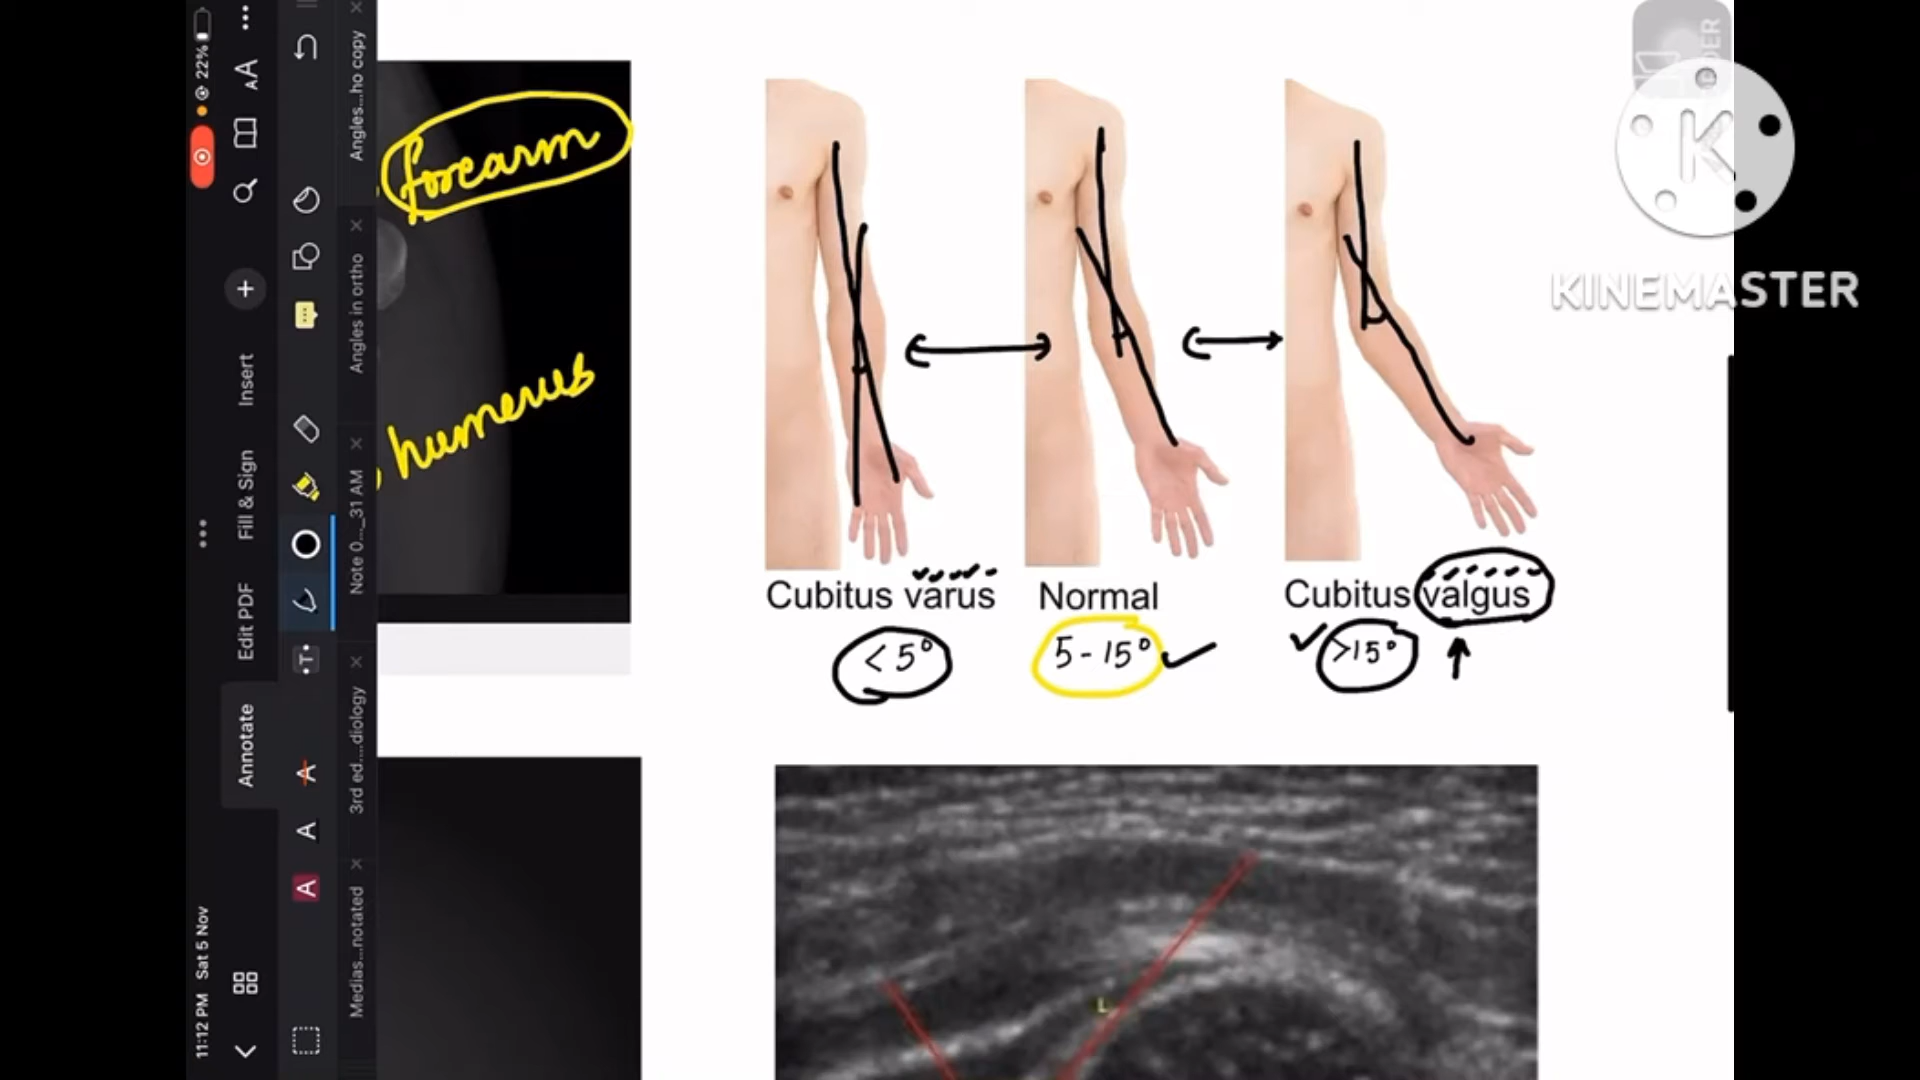 11:12 PM Sat 5 Nov
22%
Annotate
Edit PDF
Fill & Sign
Insert
AA
A
A
A
T
Medias...notated
3rd ed....diology
Note 0...._31 AM
Angles in ortho
Angles...ho copy
forearm
humerus
Cubitus varus
Normal
Cubitus valgus
< 5°
5 - 15°
>15°
L
K
KINEMASTER